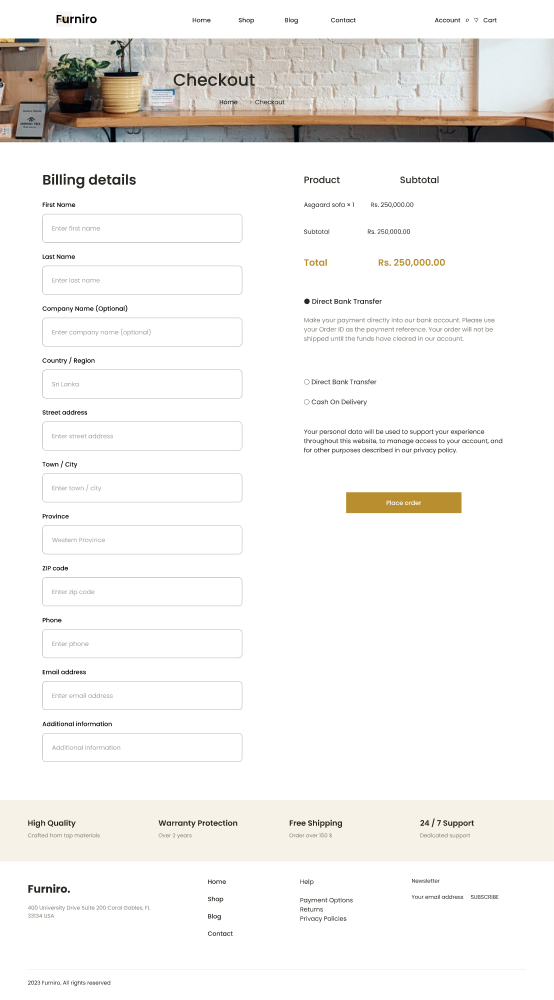 Furniro
Home Shop Blog Contact
Account Cart
Checkout
Home > Checkout
Billing details
First Name
Enter first name
Last Name
Enter last name
Company Name (Optional)
Enter company name (optional)
Country / Region
Sri Lanka
Street address
Enter street address
Town / City
Enter town / city
Province
Western Province
ZIP code
Enter zip code
Phone
Enter phone
Email address
Enter email address
Additional information
Additional information
Product Subtotal
Asgaard sofa × 1 Rs. 250,000.00
Subtotal Rs. 250,000.00
Total Rs. 250,000.00
Direct Bank Transfer
Make your payment directly into our bank account. Please use
your Order ID as the payment reference. Your order will not be
shipped until the funds have cleared in our account.
Direct Bank Transfer
Cash On Delivery
Your personal data will be used to support your experience
throughout this website, to manage access to your account, and
for other purposes described in our privacy policy.
Place order
High Quality
Crafted from top materials
Warranty Protection
Over 2 years
Free Shipping
Order over 150 $
24 / 7 Support
Dedicated support
Furniro.
400 University Drive Suite 200 Coral Gables, FL
33134 USA
Home
Shop
Blog
Contact
Help
Payment Options
Returns
Privacy Policies
Newsletter
Your email address SUBSCRIBE
2023 Furniro. All rights reserved